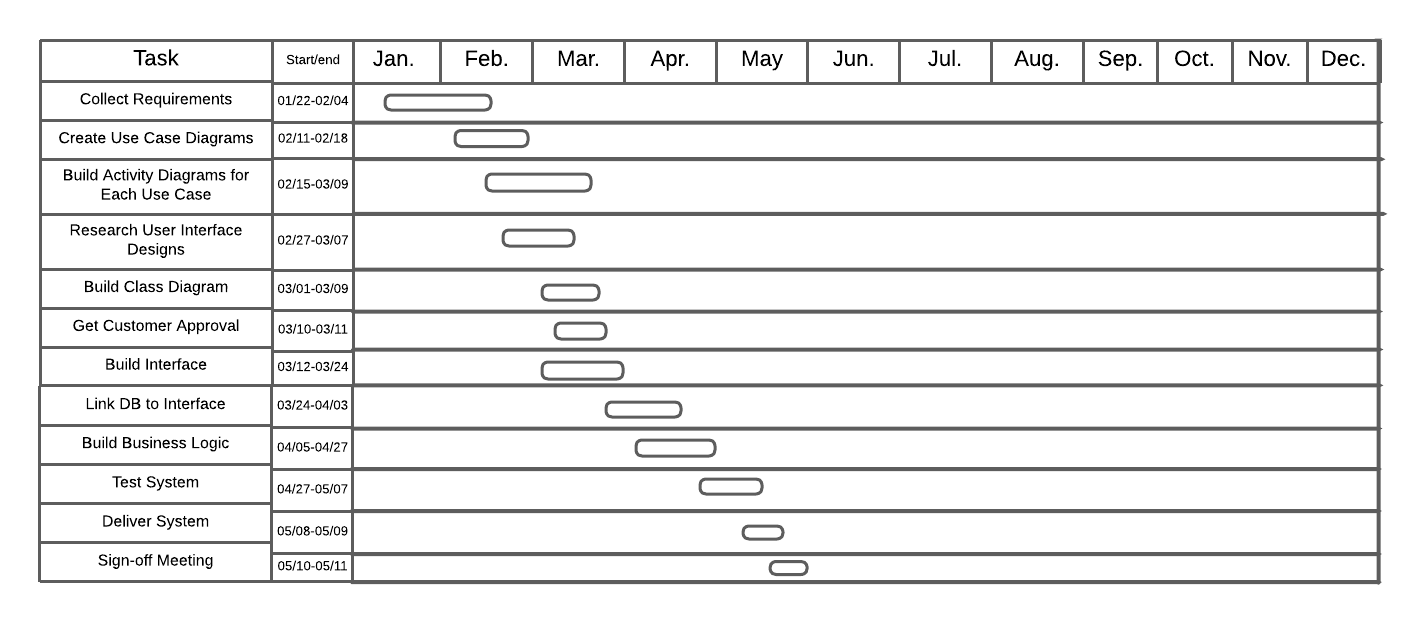 Task Start/end Jan. Feb. Mar. Apr. May Jun. Jul. Aug. Sep. Oct. Nov. Dec.
Collect Requirements 01/22-02/04
Create Use Case Diagrams 02/11-02/18
Build Activity Diagrams for
Each Use Case 02/15-03/09
Research User Interface
Designs 02/27-03/07
Build Class Diagram 03/01-03/09
Get Customer Approval 03/10-03/11
Build Interface 03/12-03/24
Link DB to Interface 03/24-04/03
Build Business Logic 04/05-04/27
Test System 04/27-05/07
Deliver System 05/08-05/09
Sign-off Meeting 05/10-05/11